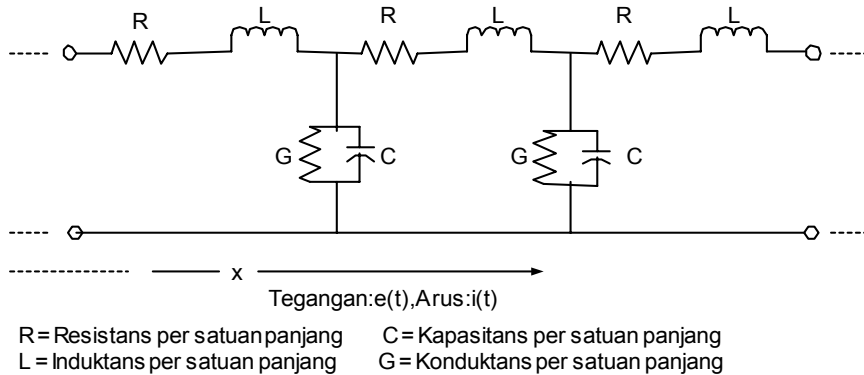 R L R L R L
G C G C
x
Tegangan:e(t),Arus:i(t)
R=Resistans per satuan panjang C=Kapasitans per satuan panjang
L=Induktans per satuan panjang G=Konduktans per satuan panjang